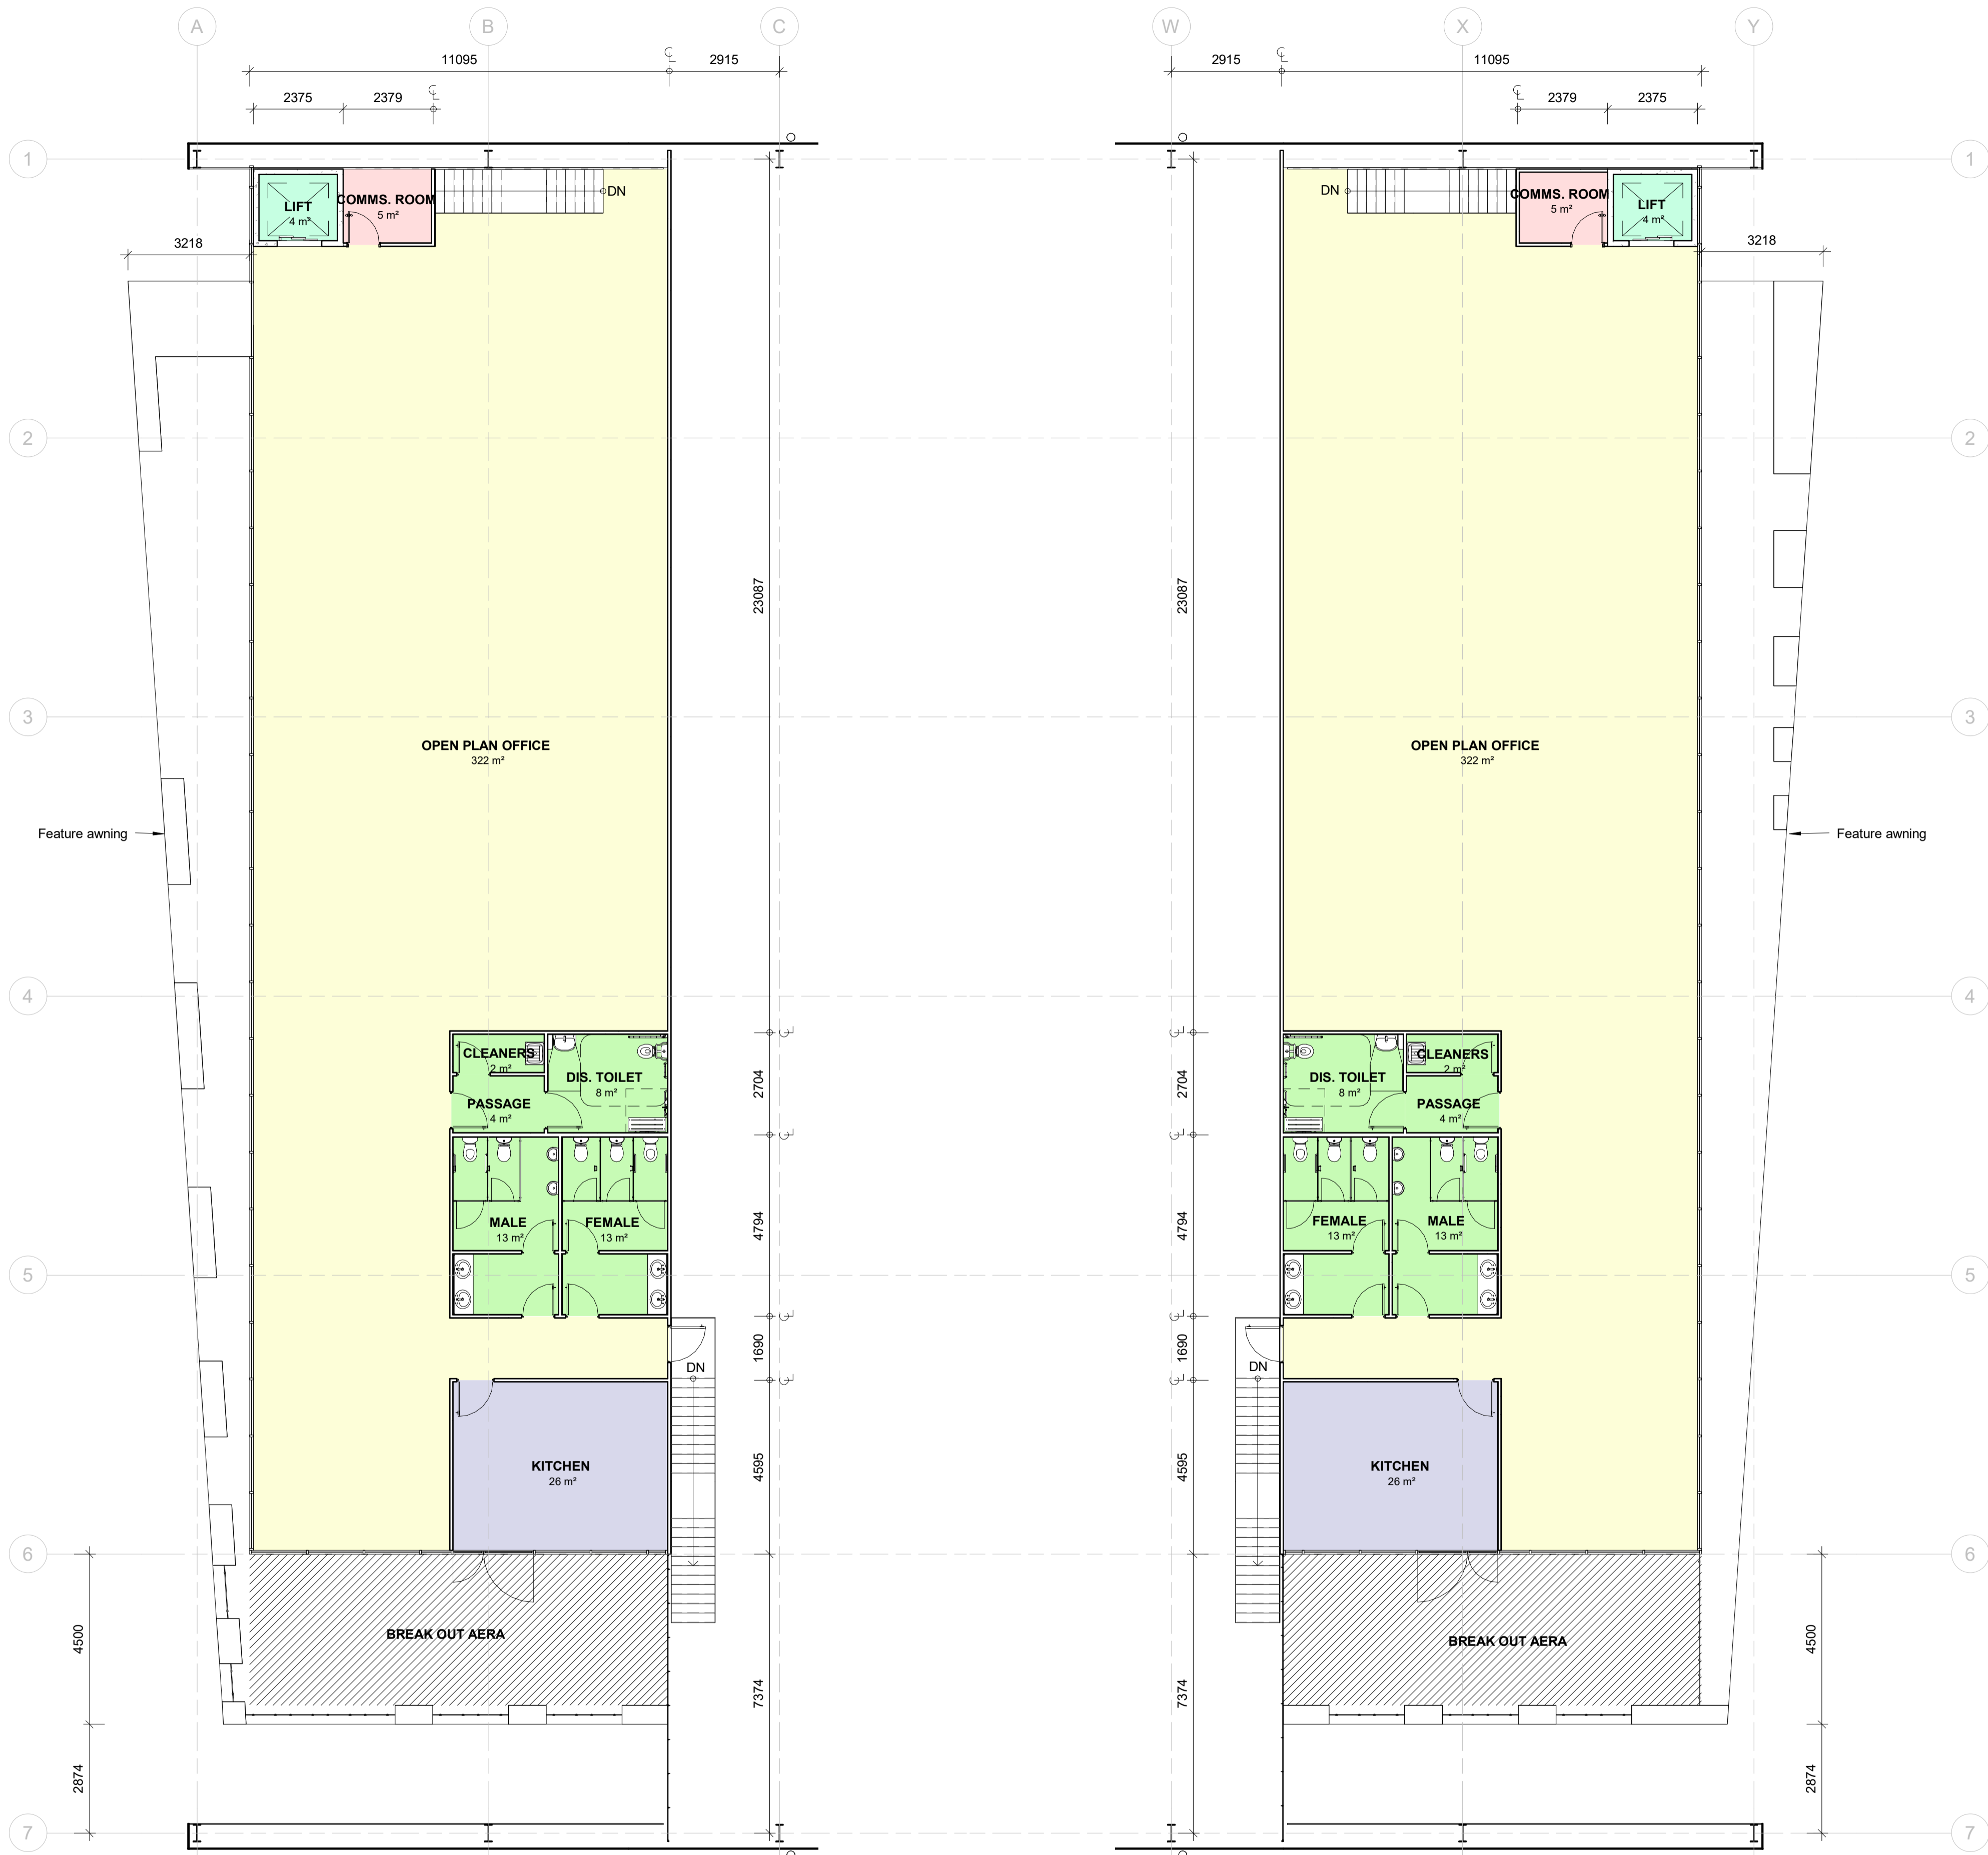 A B C W X Y
11095 2915 2915 11095
2375 2379 2379 2375
1 1
DN DN
COMMS. ROOM COMMS. ROOM
5 m² 5 m²
LIFT LIFT
4 m² 4 m²
3218 3218
2 2
23087 23087
3 3
OPEN PLAN OFFICE OPEN PLAN OFFICE
322 m² 322 m²
Feature awning Feature awning
4 4
CLEANERS CLEANERS
2 m² 2 m²
DIS. TOILET DIS. TOILET
8 m² 8 m²
2704 2704
PASSAGE PASSAGE
4 m² 4 m²
MALE FEMALE FEMALE MALE
13 m² 13 m² 13 m² 13 m²
4794 4794
5 5
1690 1690
DN DN
KITCHEN KITCHEN
26 m² 26 m²
4595 4595
6 6
BREAK OUT AERA BREAK OUT AERA
4500 4500
7374 7374
2874 2874
7 7